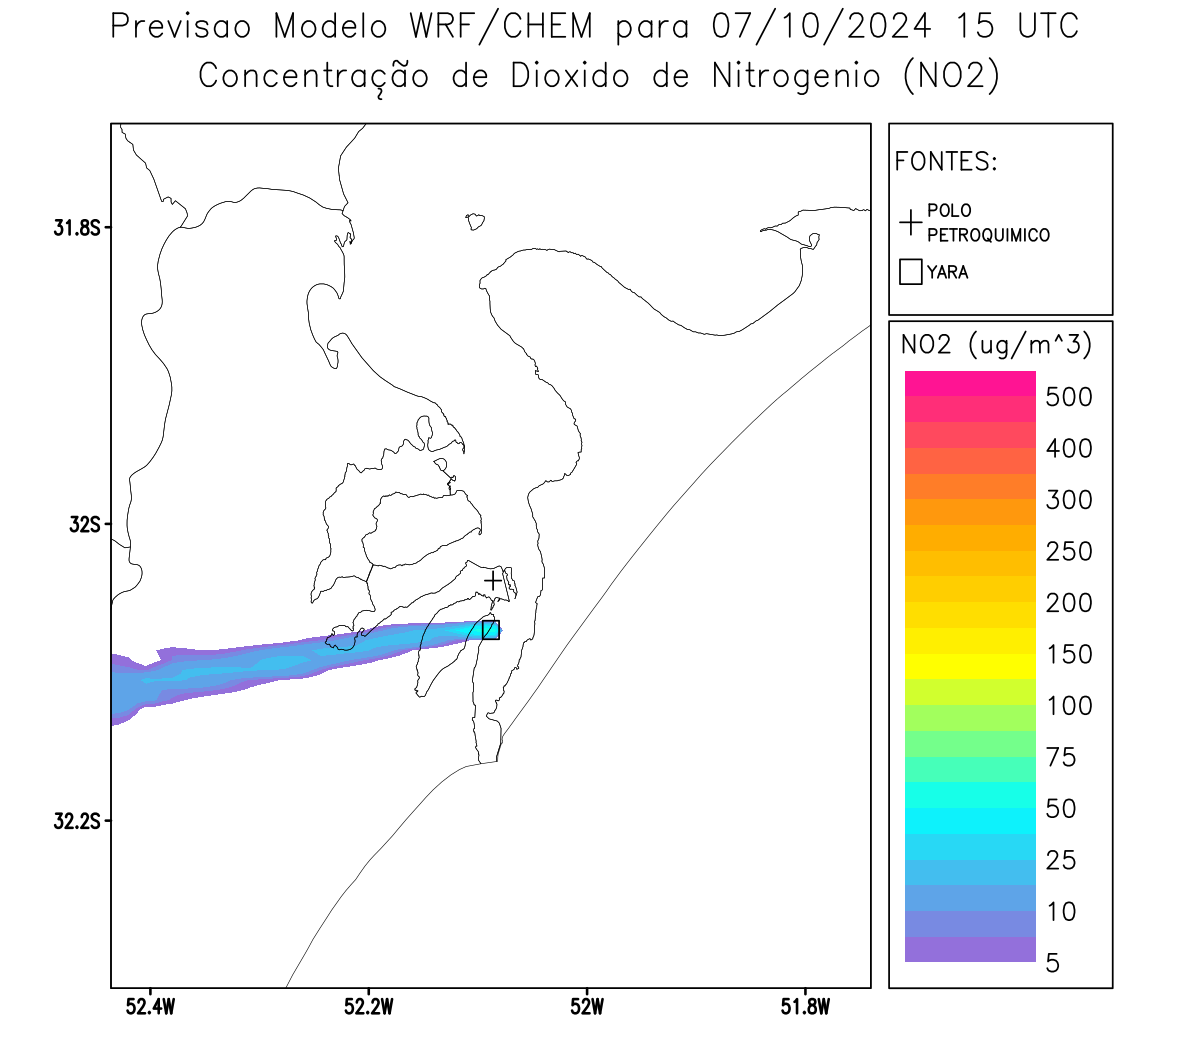 Previsao Modelo WRF/CHEM para 07/10/2024 15 UTC
Concentração de Dioxido de Nitrogenio (NO2)
FONTES:
POLO
PETROQUIMICO
YARA
NO2 (ug/m^3)
500
400
300
250
200
150
100
75
50
25
10
5
31.8S
32S
32.2S
52.4W
52.2W
52W
51.8W